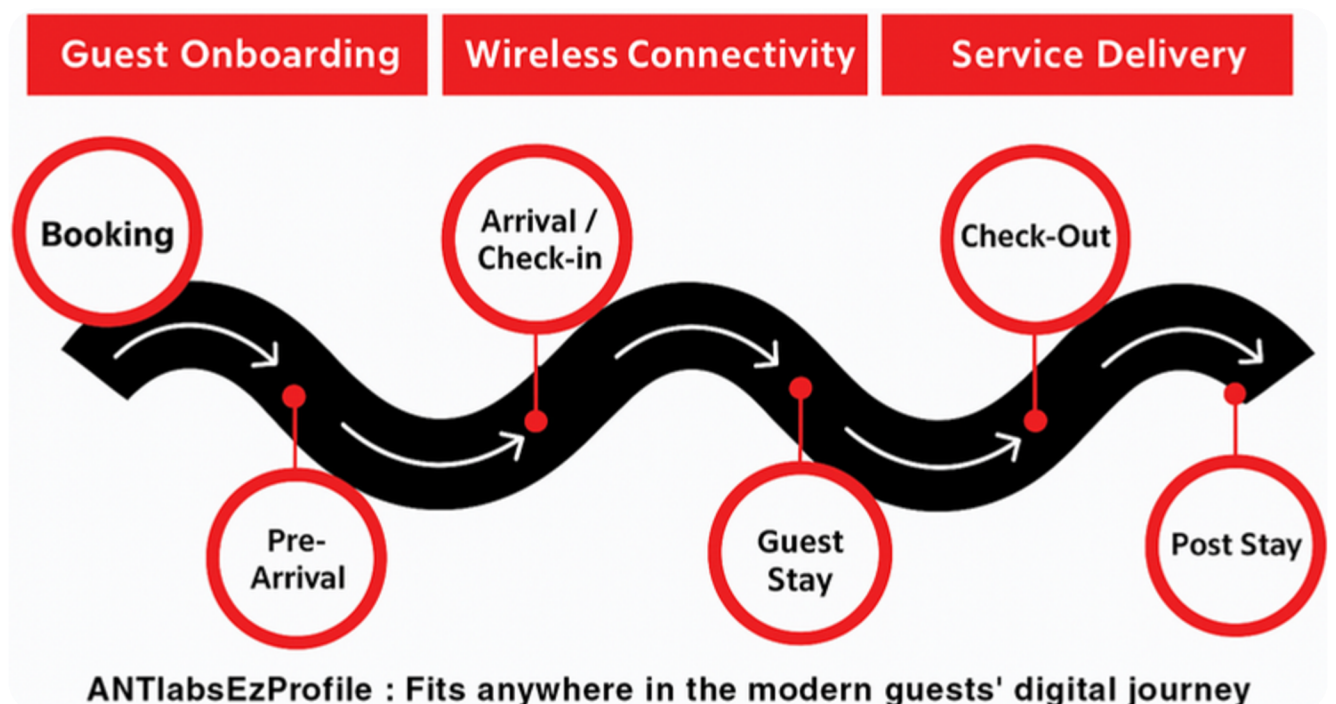 Guest Onboarding
Wireless Connectivity
Service Delivery
Booking
Arrival /
Check-in
Check-Out
Pre-
Arrival
Guest
Stay
Post Stay
ANTlabsEzProfile : Fits anywhere in the modern guests' digital journey